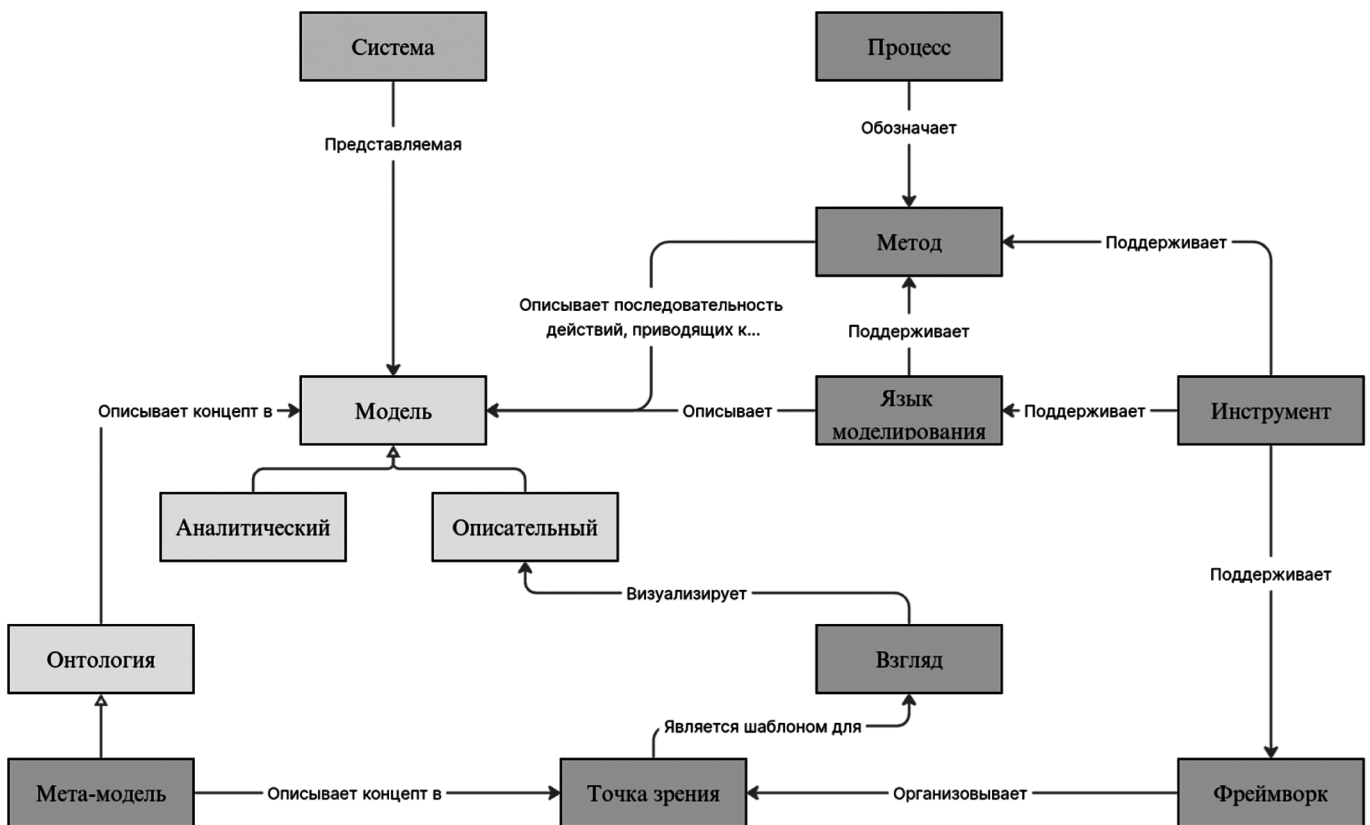 Система
Процесс
Обозначает
Представляемая
Метод
Поддерживает
Описывает последовательность
действий, приводящих к...
Поддерживает
Описывает концепт в
Модель
Описывает
Язык
моделирования
Поддерживает
Инструмент
Аналитический
Описательный
Поддерживает
Визуализирует
Онтология
Взгляд
Является шаблоном для
Мета-модель
Описывает концепт в
Точка зрения
Организовывает
Фреймворк